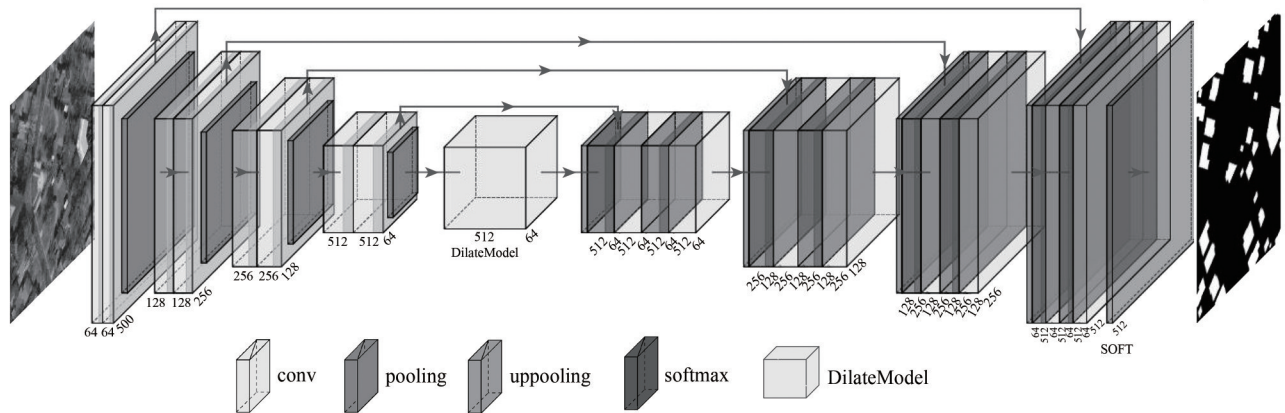 64 64 500
128 128 256
256 256 128
512 512 64
512 64
DilateModel
512 64 512 64 512 64 512 64
256 128 256 128 256 128 256 128
128 256 128 256 128 256 128 256
64 512 64 512 64 512 64 512
512
SOFT
conv
pooling
uppooling
softmax
DilateModel